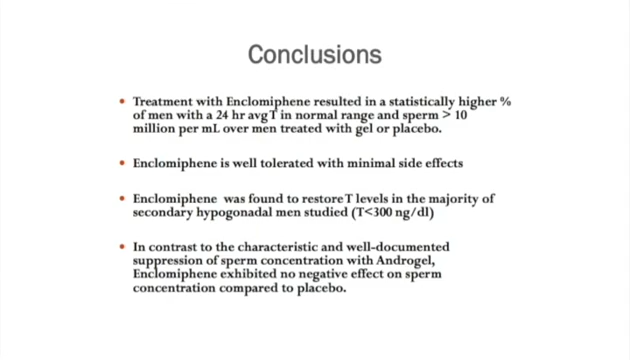 Conclusions
• Treatment with Enclomiphene resulted in a statistically higher %
of men with a 24 hr avg T in normal range and sperm > 10
million per mL over men treated with gel or placebo.
• Enclomiphene is well tolerated with minimal side effects
• Enclomiphene was found to restore T levels in the majority of
secondary hypogonadal men studied (T<300 ng/dl)
• In contrast to the characteristic and well-documented
suppression of sperm concentration with Androgel,
Enclomiphene exhibited no negative effect on sperm
concentration compared to placebo.